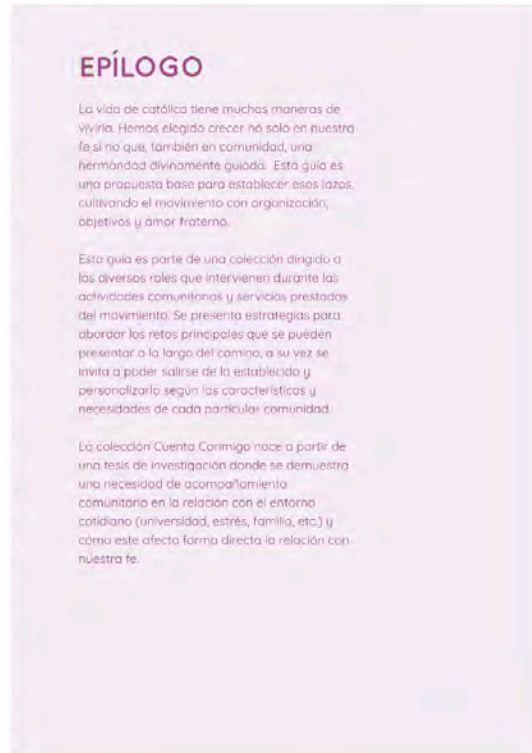 EPÍLOGO
La vida de católica tiene muchas maneras de
vivirla. Hemos elegido crecer no solo en nuestra
fe si no que, también en comunidad, una
hermandad divinamente guiada. Esta guía es
una propuesta base para establecer esos lazos,
cultivando el movimiento con organización,
objetivos y amor fraterno.
Esta guía es parte de una colección dirigido a
los diversos roles que intervienen durante las
actividades comunitarias y servicios prestados
del movimiento. Se presenta estrategias para
abordar los retos principales que se pueden
presentar a lo largo del camino, a su vez se
invita a poder salirse de lo establecido y
personalizarla según las características y
necesidades de cada particular comunidad.
La colección Cuenta Conmigo nace a partir de
una tesis de investigación donde se demuestra
una necesidad de acompañamiento
comunitario en la relación con el entorno
cotidiano (universidad, estrés, familia, etc.) y
cómo este afecta forma directa la relación con
nuestra fe.